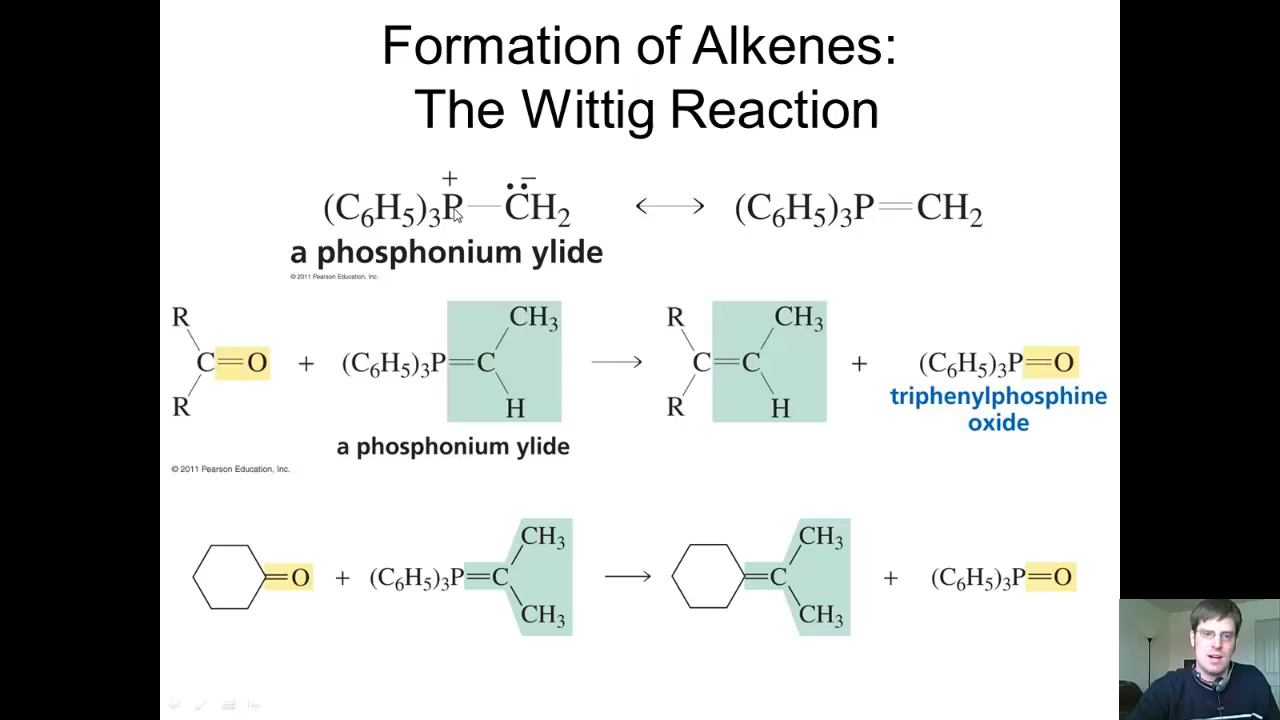 Formation of Alkenes:
The Wittig Reaction
(C₆H₅)₃P⁺—C̈⁻H₂ ⟷ (C₆H₅)₃P=CH₂
a phosphonium ylide
© 2011 Pearson Education, Inc.
R CH₃ R CH₃
C=O + (C₆H₅)₃P=C ⟶ C=C + (C₆H₅)₃P=O
R H R H
triphenylphosphine
oxide
a phosphonium ylide
© 2011 Pearson Education, Inc.
CH₃ CH₃
=O + (C₆H₅)₃P=C ⟶ =C + (C₆H₅)₃P=O
CH₃ CH₃